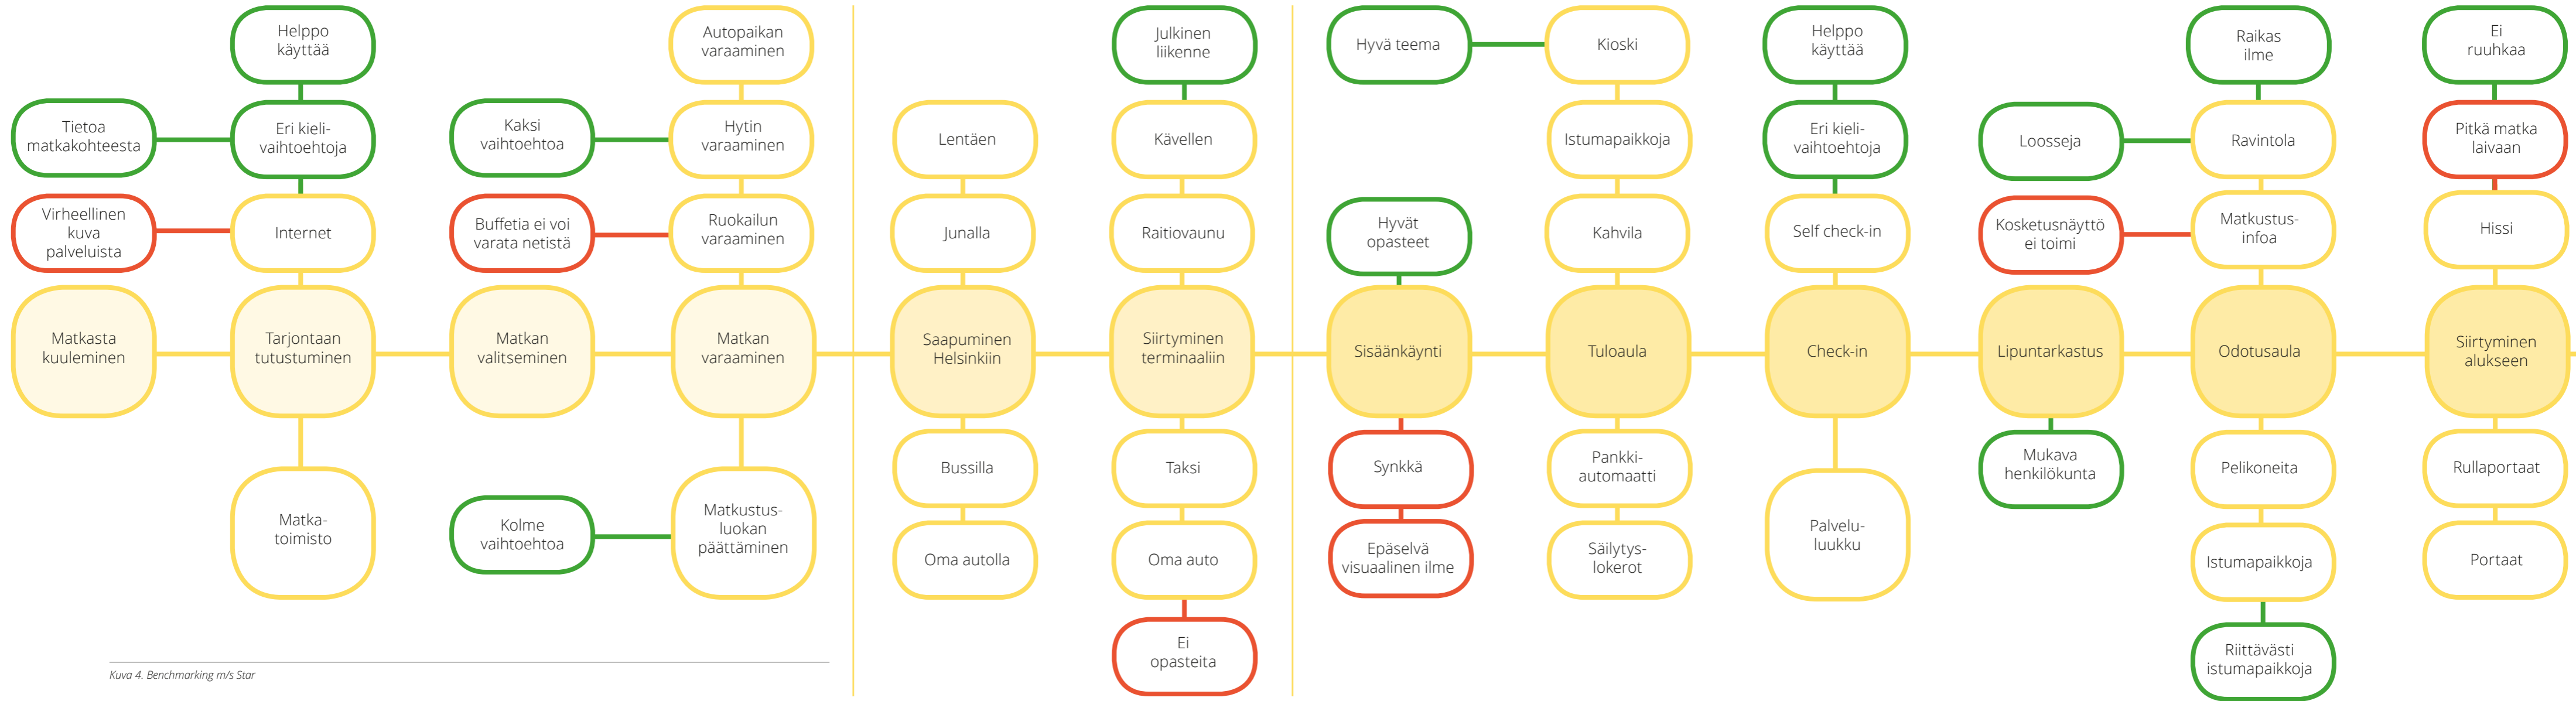 Helppo
käyttää
Autopaikan
varaaminen
Julkinen
liikenne
Hyvä teema
Kioski
Helppo
käyttää
Raikas
ilme
Ei
ruuhkaa
Tietoa
matkakohteesta
Eri kieli-
vaihtoehtoja
Kaksi
vaihtoehtoa
Hytin
varaaminen
Lentäen
Kävellen
Istumapaikkoja
Eri kieli-
vaihtoehtoja
Loosseja
Ravintola
Pitkä matka
laivaan
Virheellinen
kuva
palveluista
Internet
Buffetia ei voi
varata netistä
Ruokailun
varaaminen
Junalla
Raitiovaunu
Hyvät
opasteet
Kahvila
Self check-in
Kosketusnäyttö
ei toimi
Matkustus-
infoa
Hissi
Matkasta
kuuleminen
Tarjontaan
tutustuminen
Matkan
valitseminen
Matkan
varaaminen
Saapuminen
Helsinkiin
Siirtyminen
terminaaliin
Sisäänkäynti
Tuloaula
Check-in
Lipuntarkastus
Odotusaula
Siirtyminen
alukseen
Bussilla
Taksi
Synkkä
Pankki-
automaatti
Mukava
henkilökunta
Pelikoneita
Rullaportaat
Matka-
toimisto
Kolme
vaihtoehtoa
Matkustus-
luokan
päättäminen
Oma autolla
Oma auto
Epäselvä
visuaalinen ilme
Säilytys-
lokerot
Palvelu-
luukku
Istumapaikkoja
Portaat
Ei
opasteita
Riittävästi
istumapaikkoja
Kuva 4. Benchmarking m/s Star